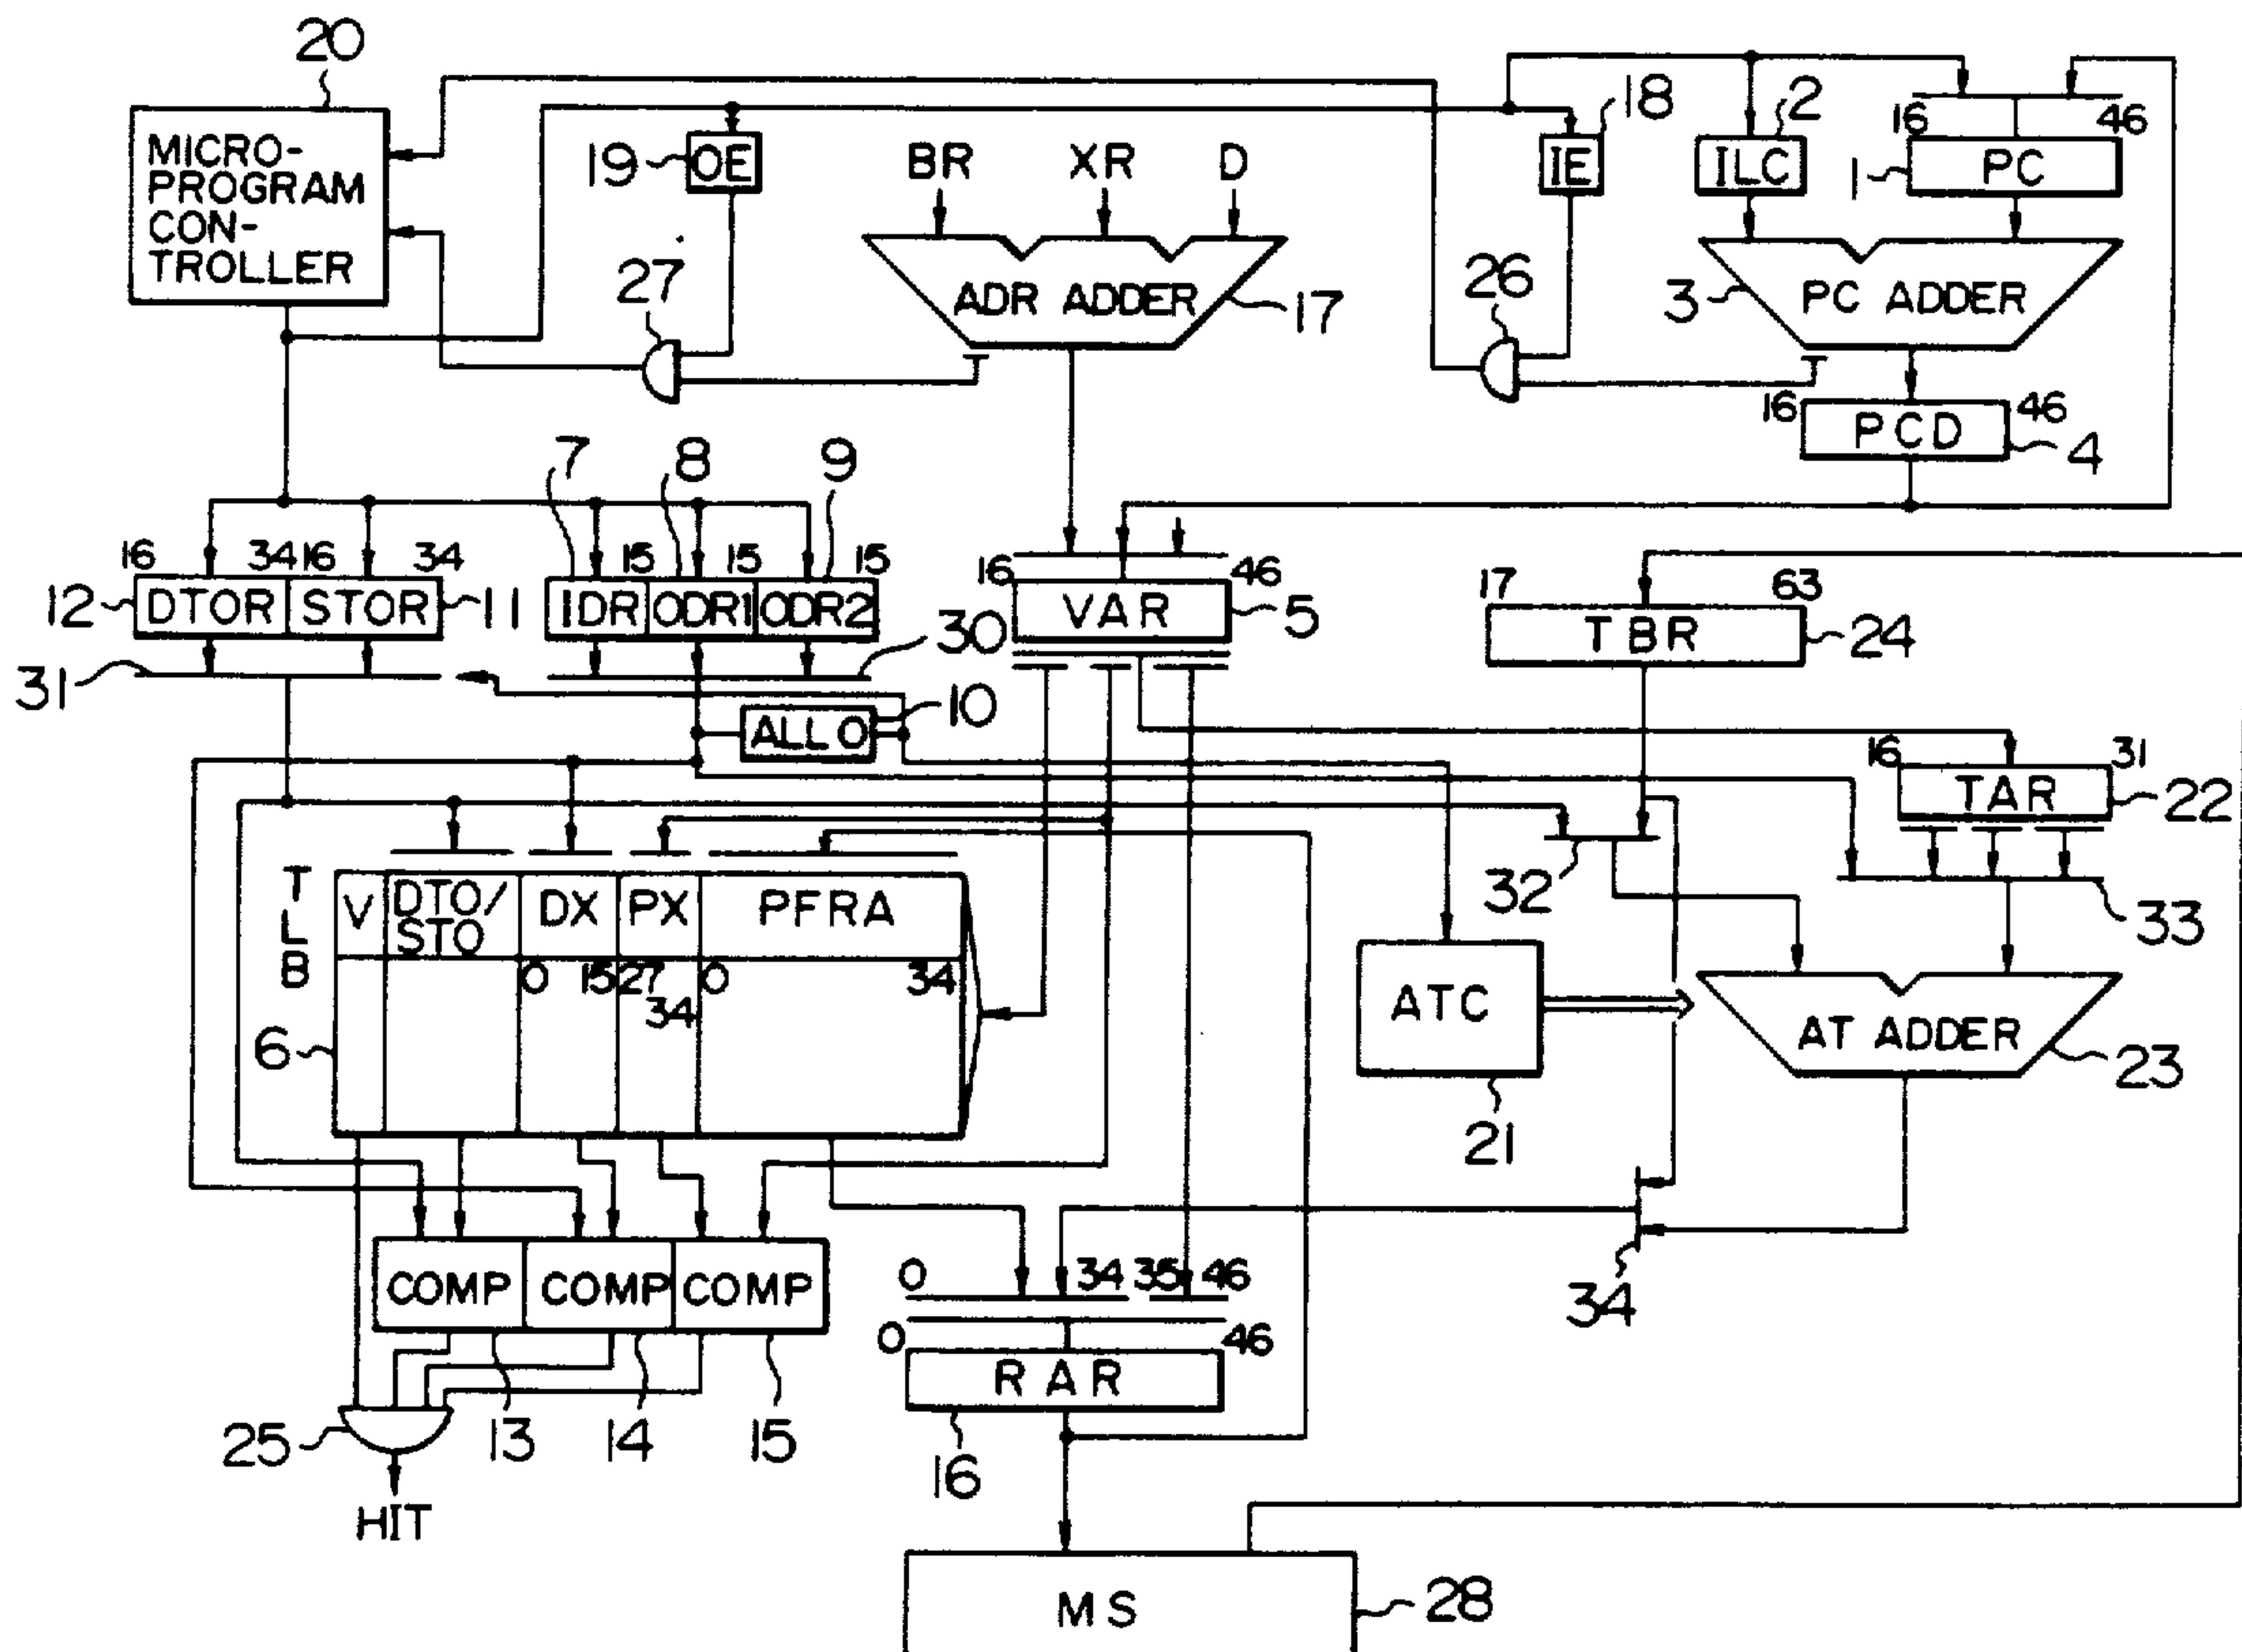 20
MICRO-
PROGRAM
CON-
TROLLER
19
OE
BR
XR
D
18
IE
2
ILC
16
46
1
PC
27
ADR ADDER
17
26
3
PC ADDER
16
46
PCD
4
7
8
9
16
34
16
34
15
15
15
12
DTOR
STOR
11
IDR
ODR1
ODR2
30
16
46
VAR
5
17
63
TBR
24
31
10
ALL 0
16
31
TAR
22
32
33
TLB
V
DTO/
STO
DX
PX
PFRA
0
15
27
34
0
34
6
ATC
21
AT ADDER
23
COMP
COMP
COMP
0
34
35
46
34
0
46
RAR
25
13
14
15
16
HIT
MS
28